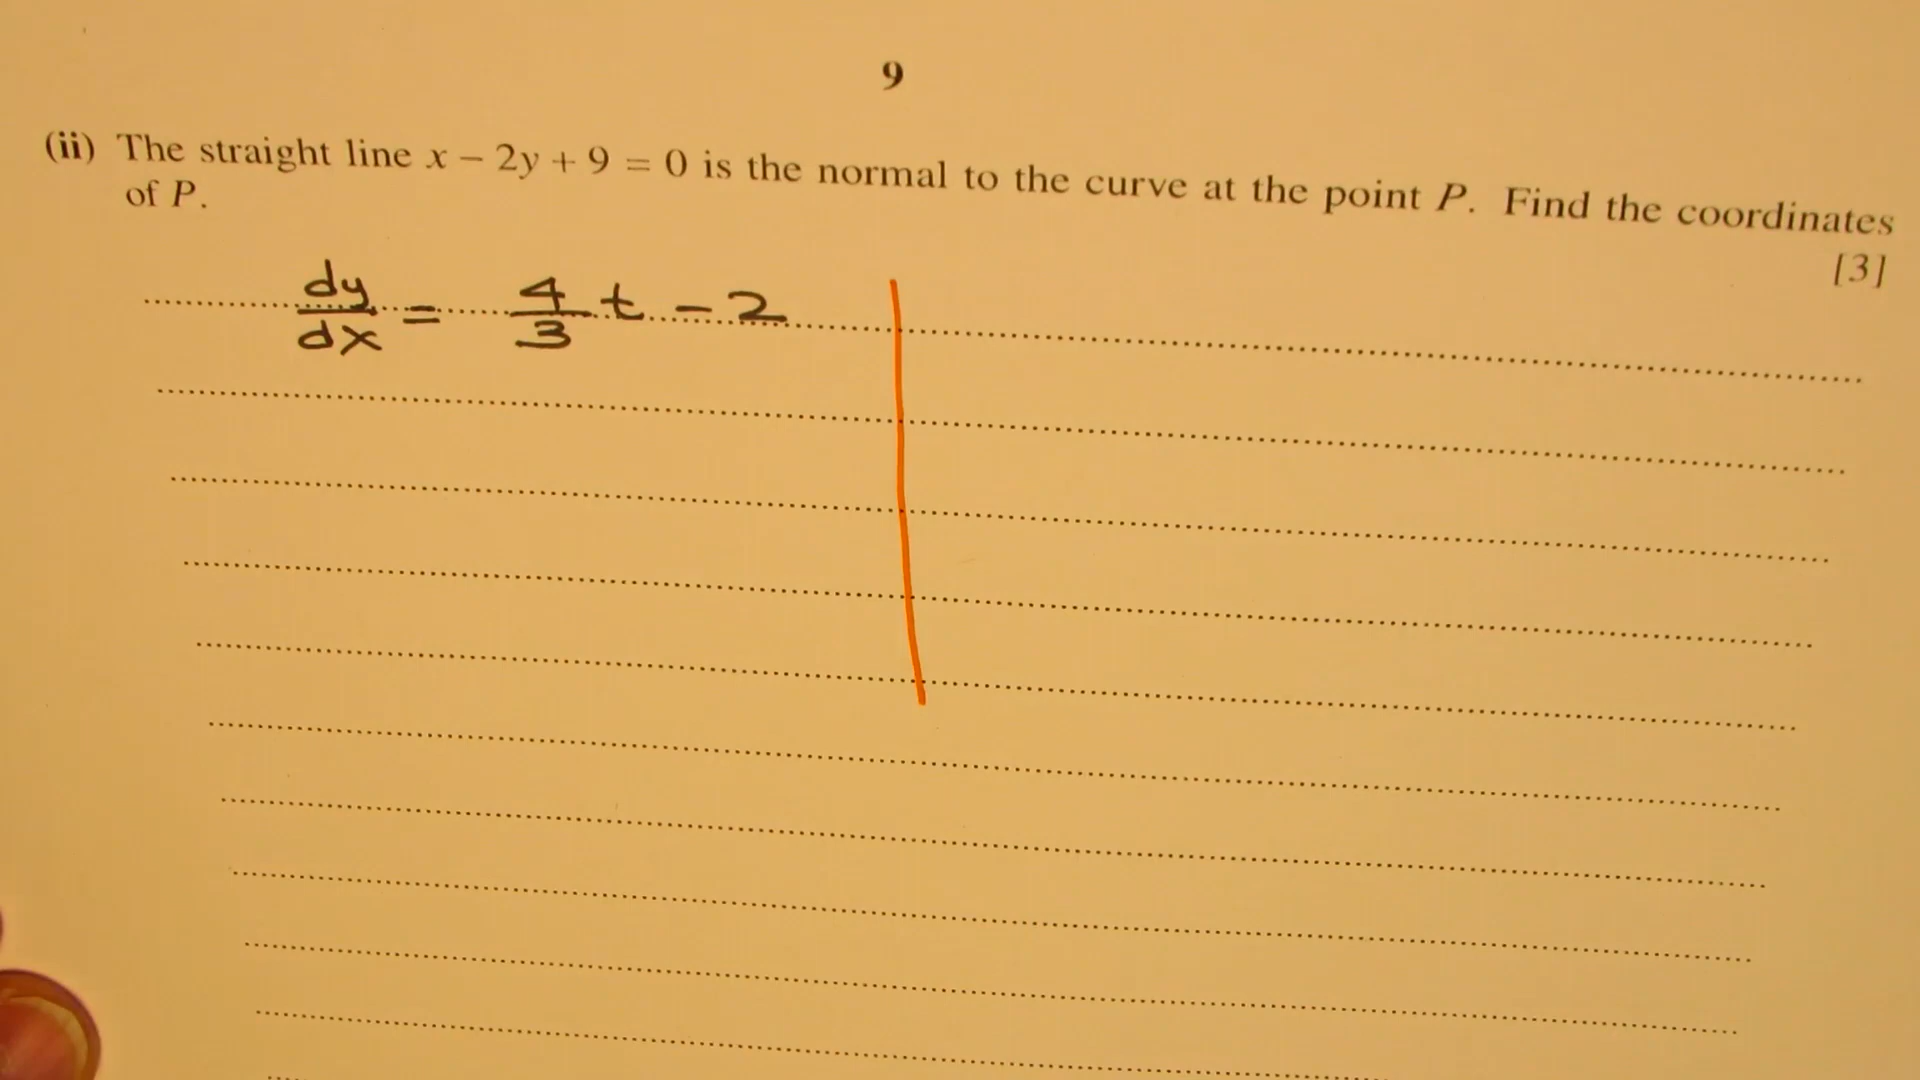 9
(ii) The straight line x − 2y + 9 = 0 is the normal to the curve at the point P. Find the coordinates
of P.
[3]
dy/dx = 4/3 t − 2